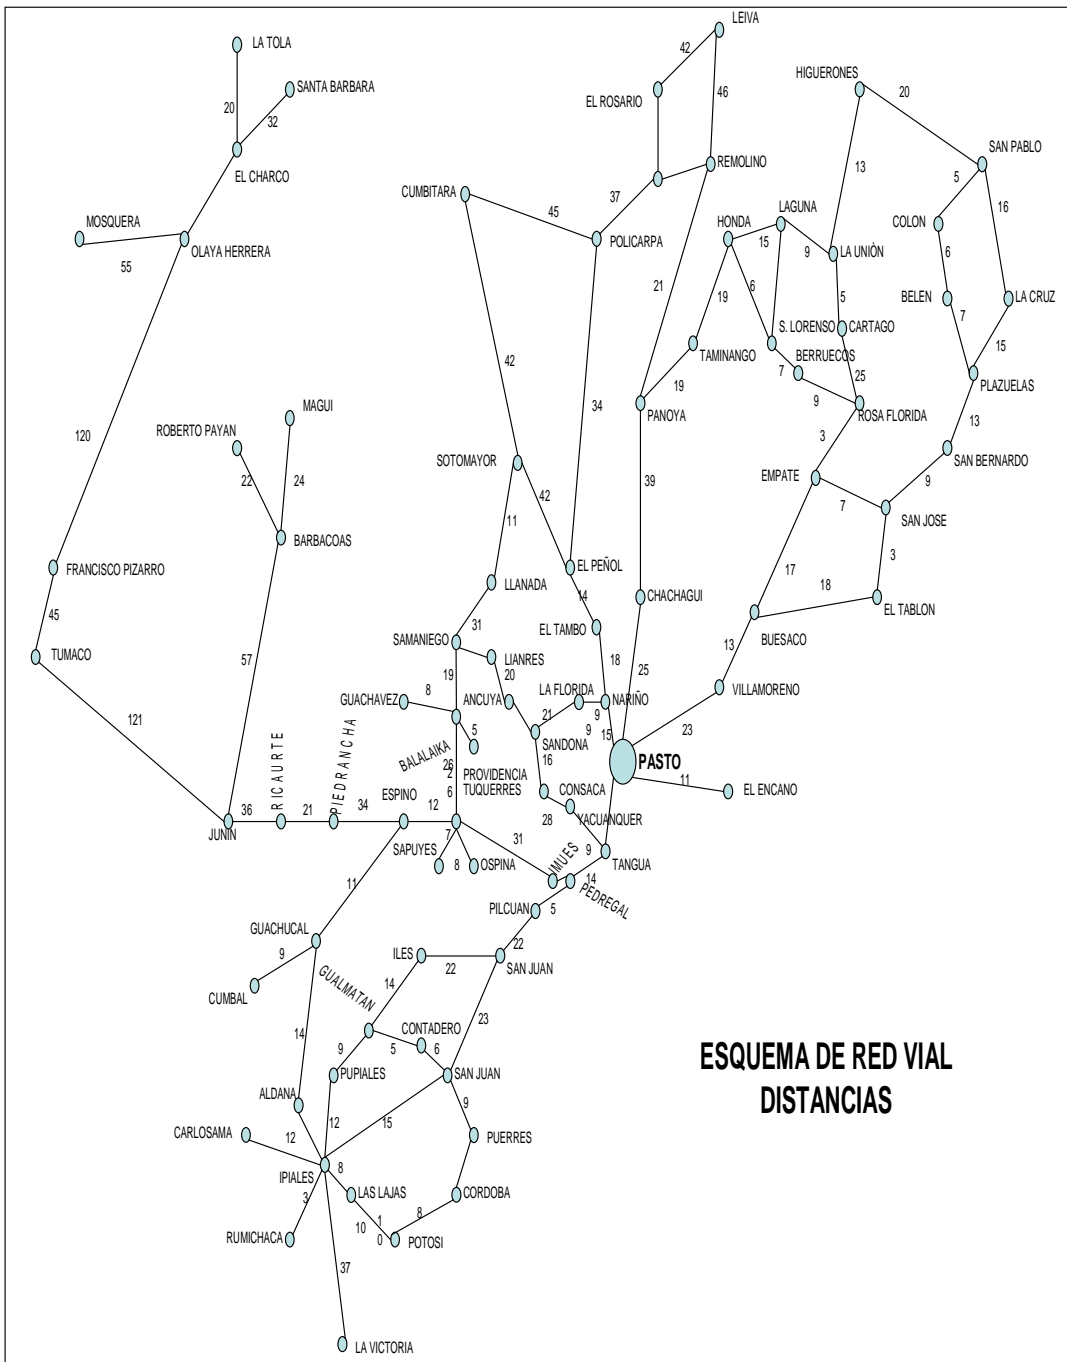 LEIVA
LA TOLA
42
HIGUERONES
SANTA BARBARA
EL ROSARIO
20
20
46
32
SAN PABLO
EL CHARCO
REMOLINO
13
5
CUMBITARA
37
16
45
LAGUNA
MOSQUERA
HONDA
COLON
OLAYA HERRERA
POLICARPA
15
9
LA UNIÒN
55
21
6
19
6
5
BELEN
LA CRUZ
S. LORENSO
CARTAGO
7
TAMINANGO
15
42
BERRUECOS
34
19
7
25
PLAZUELAS
9
MAGUI
PANOYA
ROSA FLORIDA
120
ROBERTO PAYAN
13
3
SOTOMAYOR
SAN BERNARDO
22
24
39
EMPATE
42
9
7
11
SAN JOSE
BARBACOAS
FRANCISCO PIZARRO
EL PEÑOL
3
17
LLANADA
18
14
CHACHAGUI
45
EL TABLON
31
EL TAMBO
BUESACO
SAMANIEGO
TUMACO
57
LIANRES
25
13
18
19
20
LA FLORIDA
VILLAMORENO
GUACHAVEZ
8
ANCUYA
NARIÑO
121
21
9
5
9
15
23
SANDONA
RICAURTE
PIEDRANCHA
BALALAIKA
26
2
6
16
PASTO
PROVIDENCIA
11
TUQUERRES
CONSACA
EL ENCANO
ESPINO
36
21
34
12
28
YACUANQUER
JUNIN
7
31
SAPUYES
8
OSPINA
IMUES
9
TANGUA
11
14
PEDREGAL
PILCUAN
5
GUACHUCAL
22
9
ILES
22
SAN JUAN
GUALMATAN
CUMBAL
14
23
14
CONTADERO
5
6
9
PUPIALES
SAN JUAN
ALDANA
9
12
15
CARLOSAMA
12
PUERRES
IPIALES
8
3
LAS LAJAS
CORDOBA
10
1
0
8
RUMICHACA
POTOSI
37
LA VICTORIA
ESQUEMA DE RED VIAL
DISTANCIAS